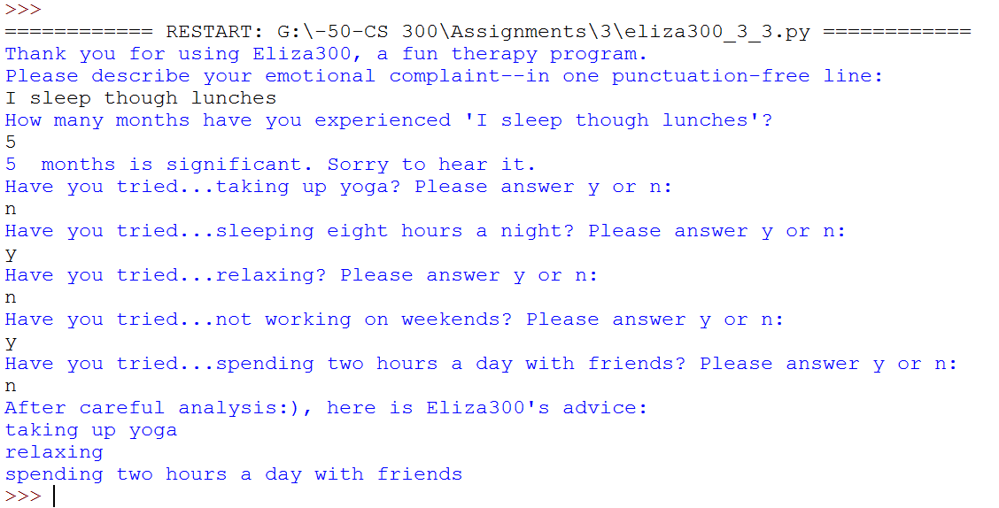 >>>
============ RESTART: G:\-50-CS 300\Assignments\3\eliza300_3_3.py ============
Thank you for using Eliza300, a fun therapy program.
Please describe your emotional complaint--in one punctuation-free line:
I sleep though lunches
How many months have you experienced 'I sleep though lunches'?
5
5  months is significant. Sorry to hear it.
Have you tried...taking up yoga? Please answer y or n:
n
Have you tried...sleeping eight hours a night? Please answer y or n:
y
Have you tried...relaxing? Please answer y or n:
n
Have you tried...not working on weekends? Please answer y or n:
y
Have you tried...spending two hours a day with friends? Please answer y or n:
n
After careful analysis:), here is Eliza300's advice:
taking up yoga
relaxing
spending two hours a day with friends
>>>